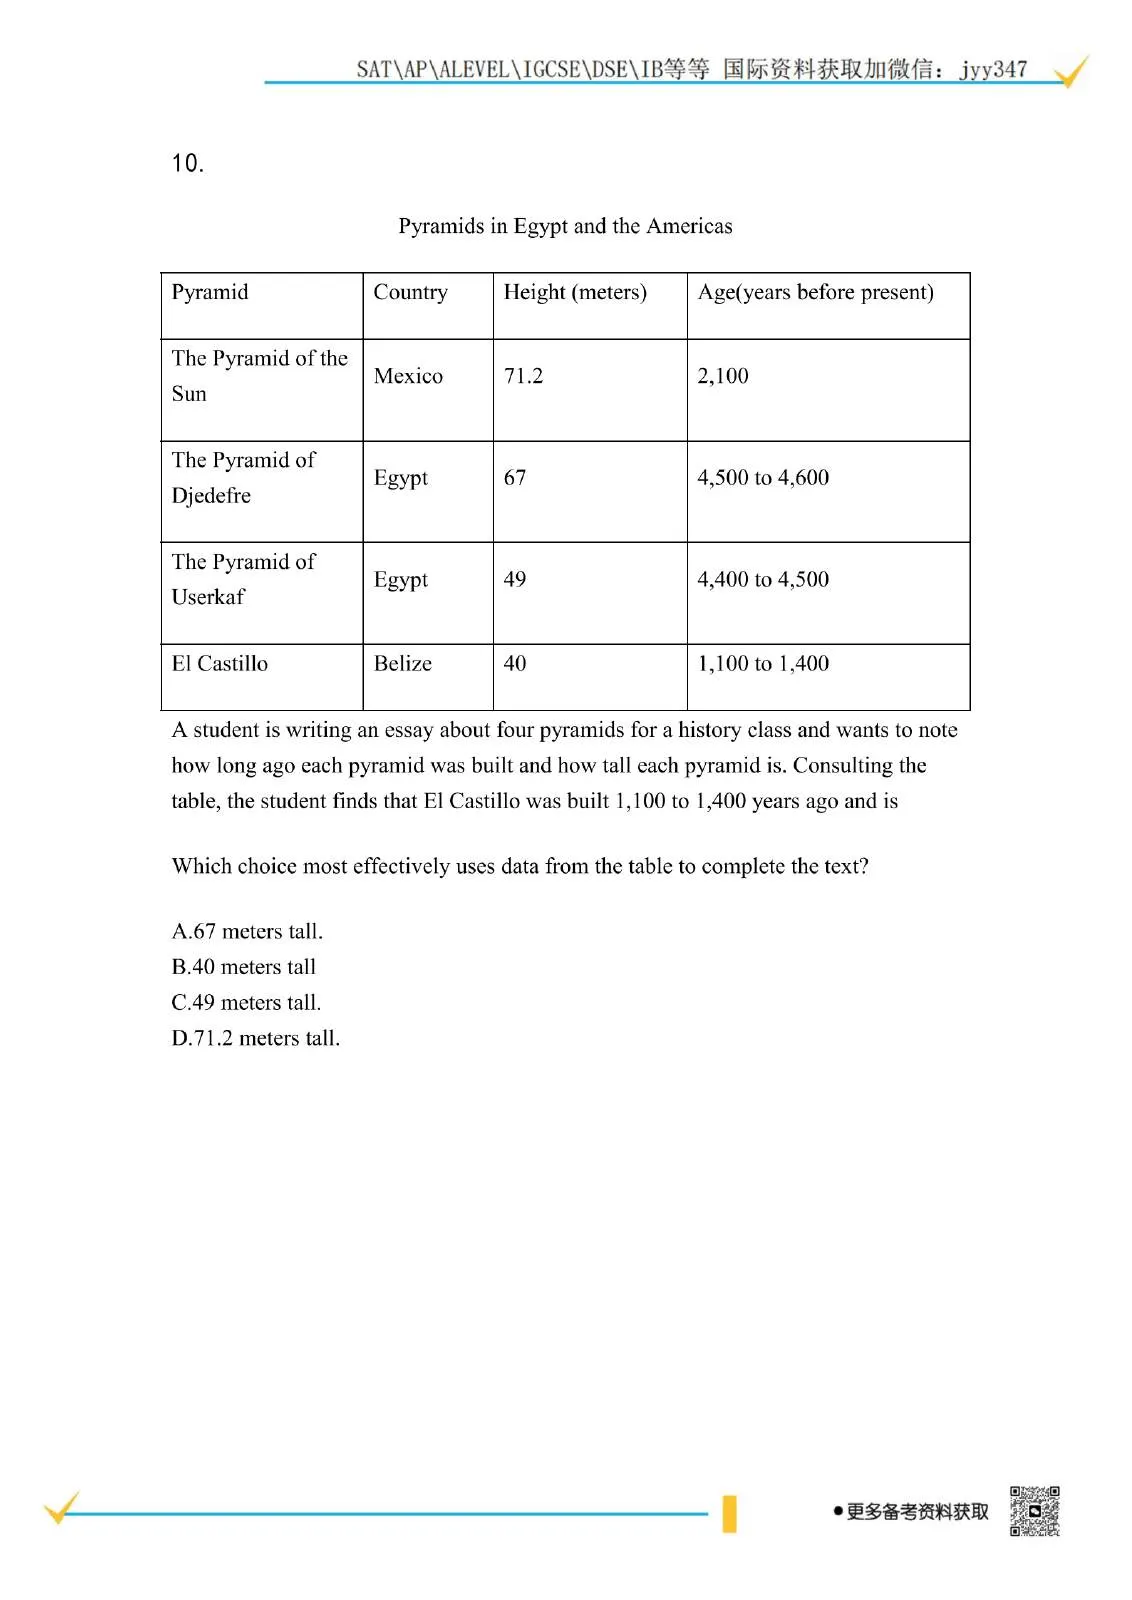 SAT\AP\ALEVEL\IGCSE\DSE\IB等等 国际资料获取加微信：jyy347
10.
Pyramids in Egypt and the Americas
Pyramid Country Height (meters) Age(years before present)
The Pyramid of the
Sun
Mexico 71.2 2,100
The Pyramid of
Djedefre
Egypt 67 4,500 to 4,600
The Pyramid of
Userkaf
Egypt 49 4,400 to 4,500
El Castillo Belize 40 1,100 to 1,400
A student is writing an essay about four pyramids for a history class and wants to note
how long ago each pyramid was built and how tall each pyramid is. Consulting the
table, the student finds that El Castillo was built 1,100 to 1,400 years ago and is
Which choice most effectively uses data from the table to complete the text?
A.67 meters tall.
B.40 meters tall
C.49 meters tall.
D.71.2 meters tall.
●更多备考资料获取